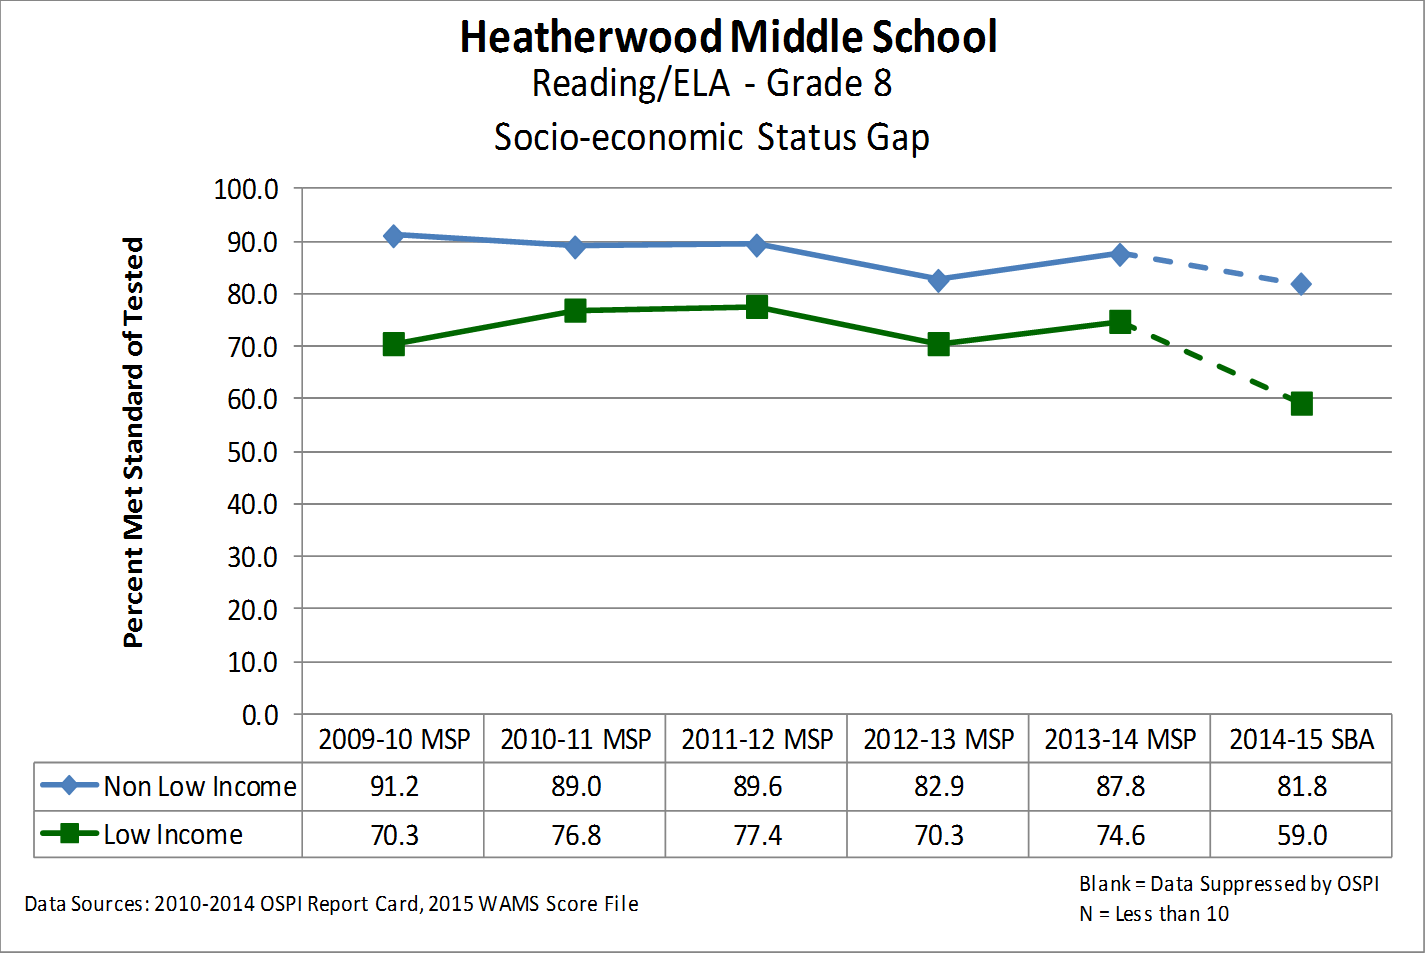 Heatherwood Middle School
Reading/ELA - Grade 8
Socio-economic Status Gap
Percent Met Standard of Tested
100.0
90.0
80.0
70.0
60.0
50.0
40.0
30.0
20.0
10.0
0.0
2009-10 MSP 2010-11 MSP 2011-12 MSP 2012-13 MSP 2013-14 MSP 2014-15 SBA
Non Low Income 91.2 89.0 89.6 82.9 87.8 81.8
Low Income 70.3 76.8 77.4 70.3 74.6 59.0
Data Sources: 2010-2014 OSPI Report Card, 2015 WAMS Score File
Blank = Data Suppressed by OSPI
N = Less than 10